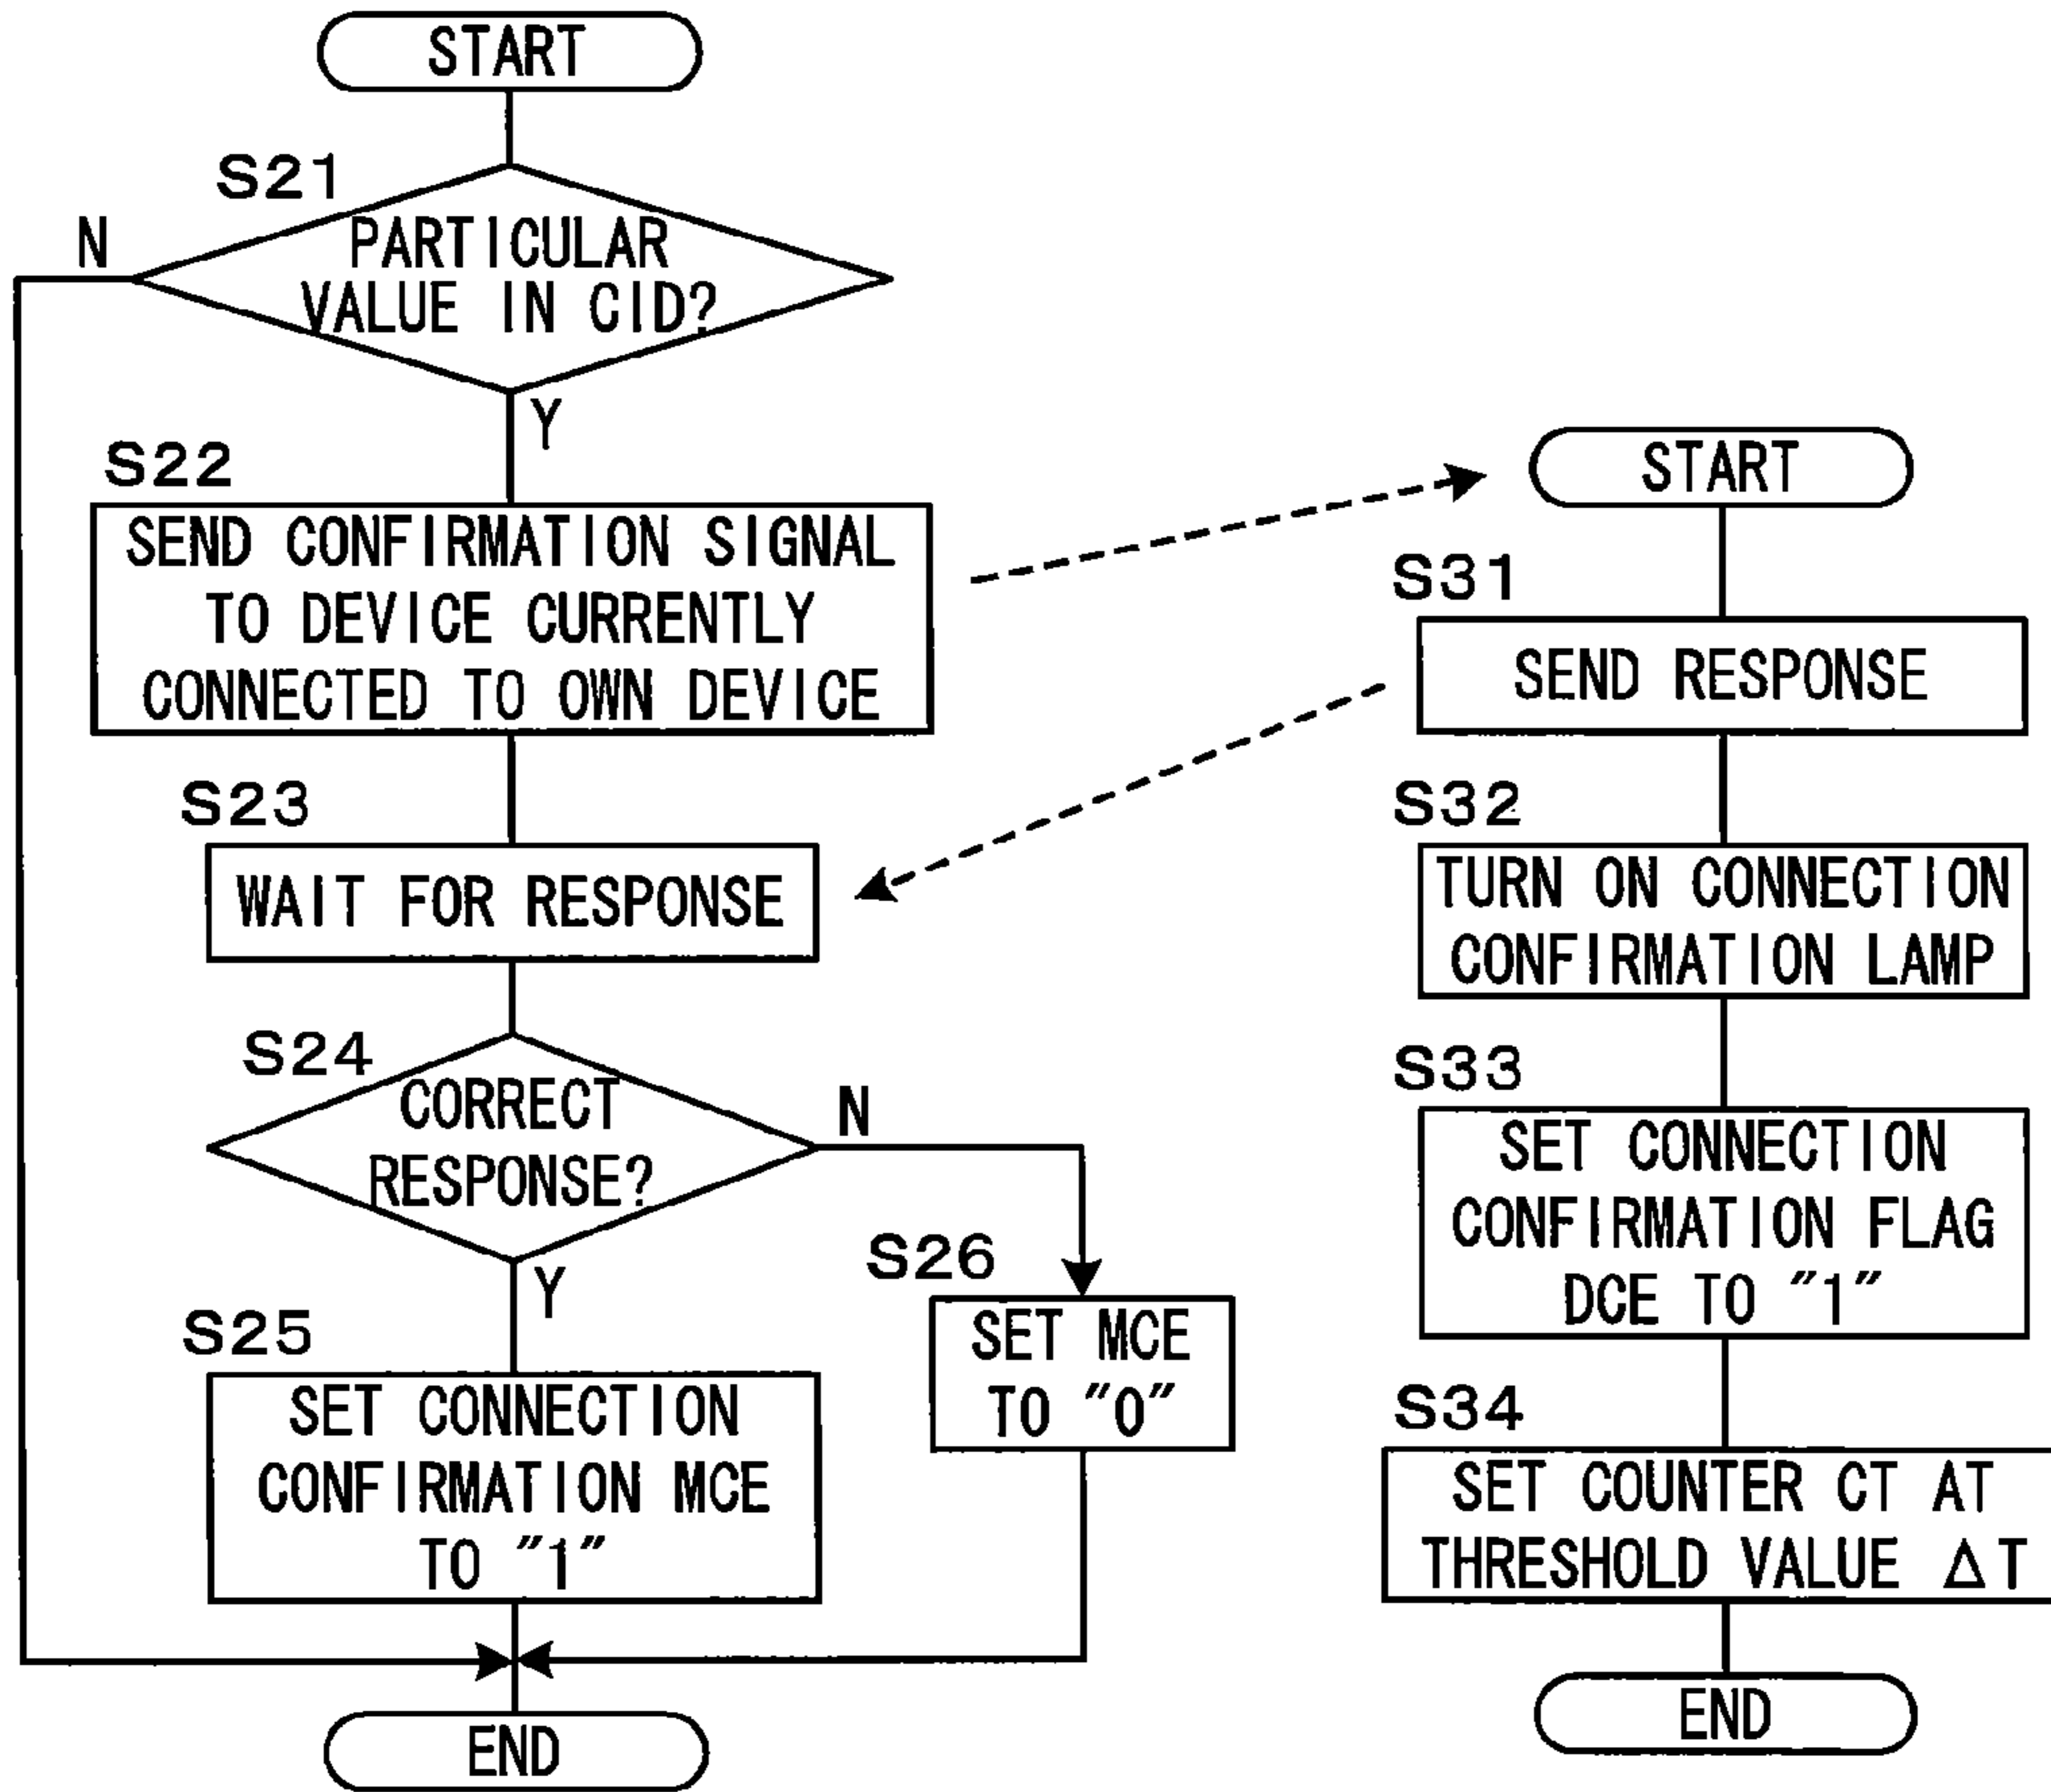 START
S21
N
PARTICULAR
VALUE IN CID?
Y
S22
SEND CONFIRMATION SIGNAL
TO DEVICE CURRENTLY
CONNECTED TO OWN DEVICE
S23
WAIT FOR RESPONSE
S24
CORRECT
RESPONSE?
N
Y
S25
SET CONNECTION
CONFIRMATION MCE
TO "1"
S26
SET MCE
TO "0"
END
START
S31
SEND RESPONSE
S32
TURN ON CONNECTION
CONFIRMATION LAMP
S33
SET CONNECTION
CONFIRMATION FLAG
DCE TO "1"
S34
SET COUNTER CT AT
THRESHOLD VALUE ΔT
END